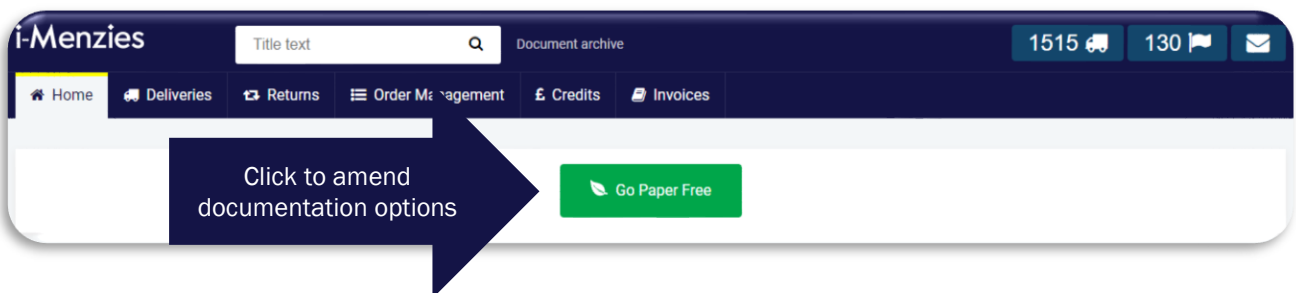 i-Menzies
Title text
Document archive
1515
130
Home Deliveries Returns Order Management £ Credits Invoices
Click to amend
documentation options
Go Paper Free